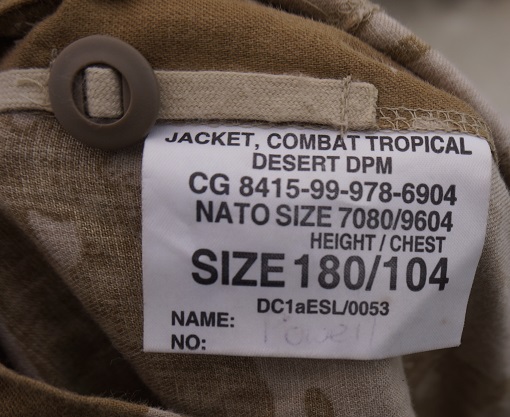 JACKET, COMBAT TROPICAL
DESERT DPM
CG 8415-99-978-6904
NATO SIZE 7080/9604
HEIGHT / CHEST
SIZE 180/104
DC1aESL/0053
NAME:
NO: